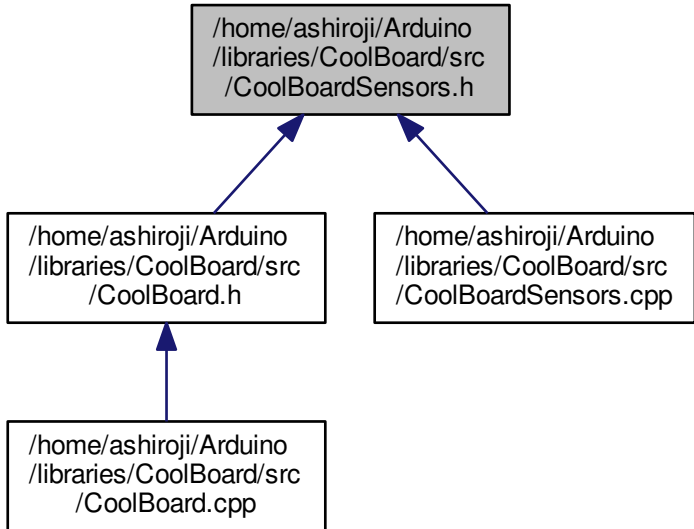 /home/ashiroji/Arduino
/libraries/CoolBoard/src
/CoolBoardSensors.h
/home/ashiroji/Arduino
/libraries/CoolBoard/src
/CoolBoard.h
/home/ashiroji/Arduino
/libraries/CoolBoard/src
/CoolBoardSensors.cpp
/home/ashiroji/Arduino
/libraries/CoolBoard/src
/CoolBoard.cpp